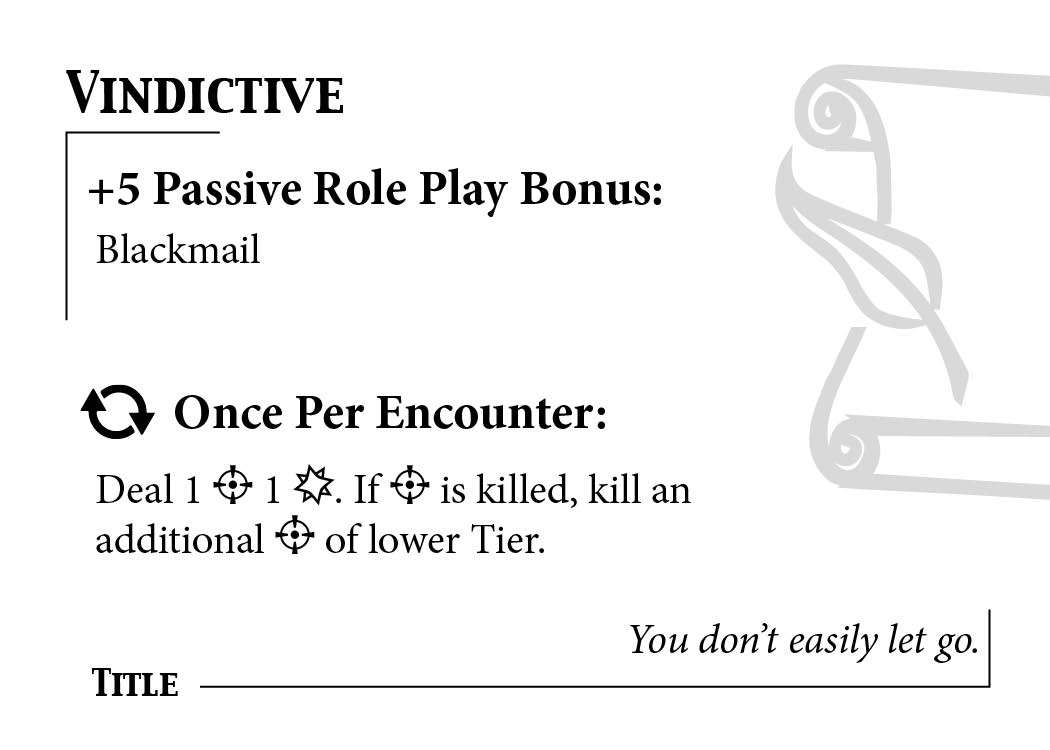 Vindictive
+5 Passive Role Play Bonus:
Blackmail
Once Per Encounter:
Deal 1 1 . If is killed, kill an
additional of lower Tier.
You don’t easily let go.
Title